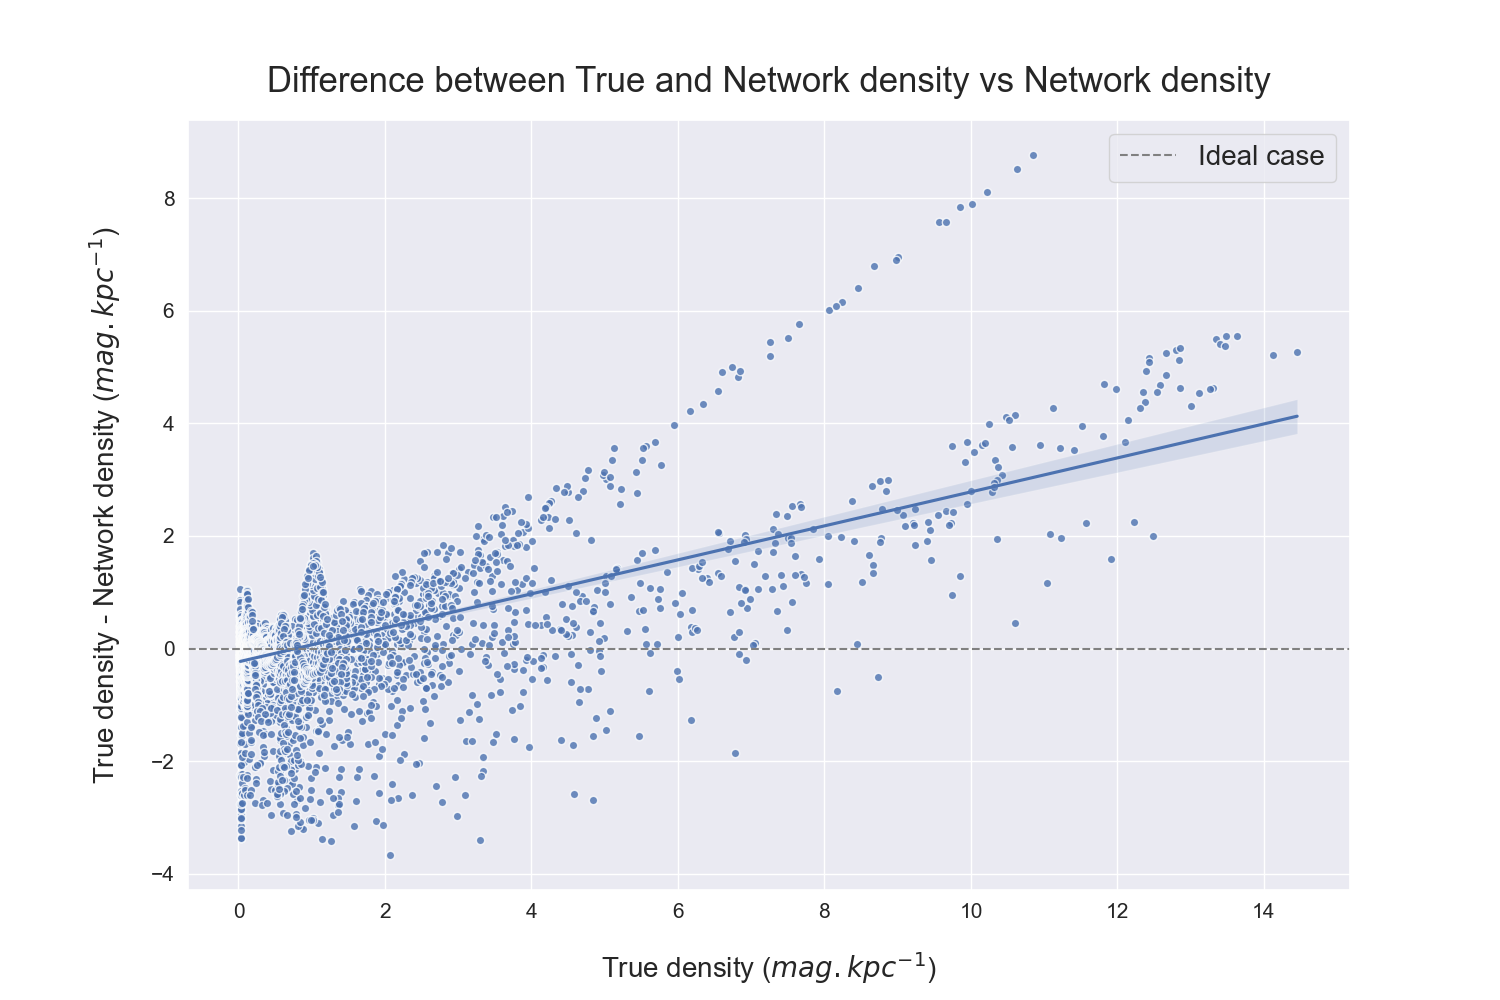 Difference between True and Network density vs Network density
Ideal case
True density - Network density (mag. kpc⁻¹)
8
6
4
2
0
−2
−4
0 2 4 6 8 10 12 14
True density (mag. kpc⁻¹)